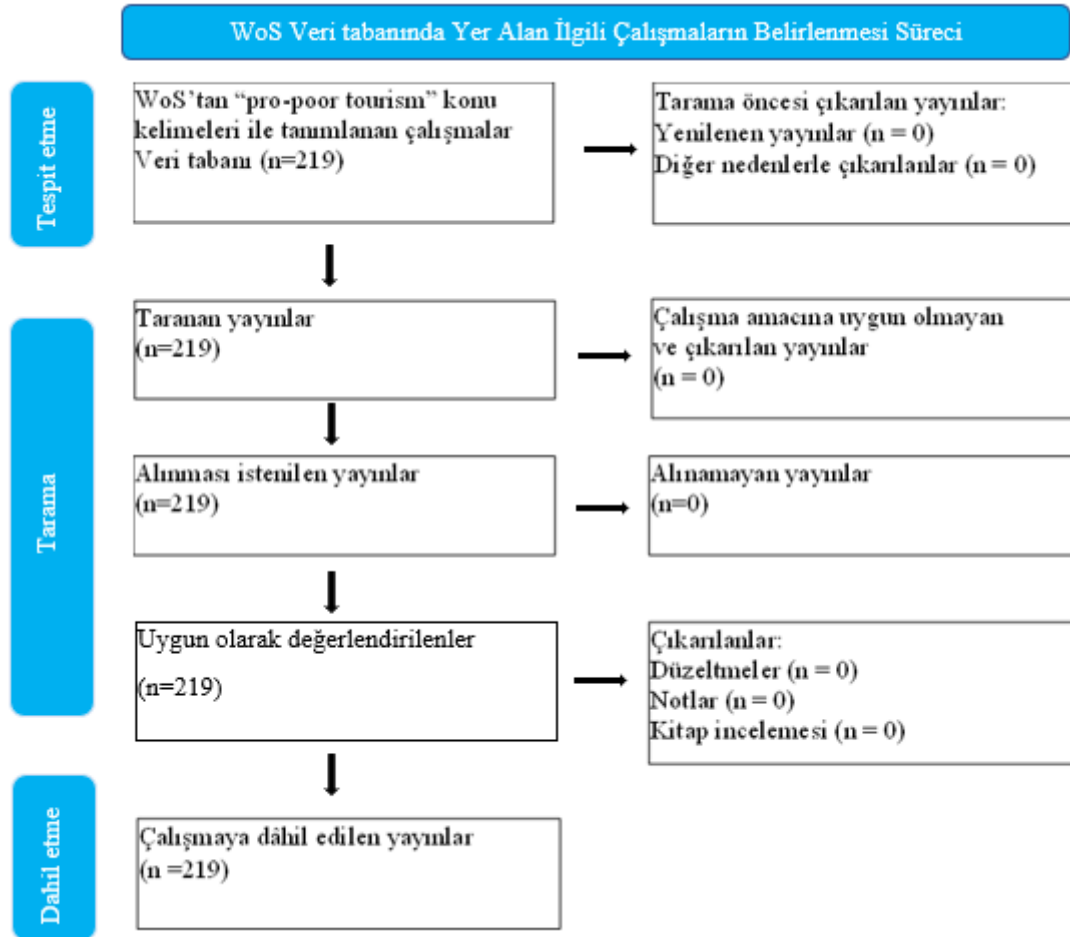 WoS Veri tabanında Yer Alan İlgili Çalışmaların Belirlenmesi Süreci
Tespit etme
WoS'tan “pro-poor tourism” konu
kelimeleri ile tanımlanan çalışmalar
Veri tabanı (n=219)
Tarama öncesi çıkarılan yayınlar:
Yenilenen yayınlar (n = 0)
Diğer nedenlerle çıkarılanlar (n = 0)
Tarama
Taranan yayınlar
(n=219)
Çalışma amacına uygun olmayan
ve çıkarılan yayınlar
(n = 0)
Alınması istenilen yayınlar
(n=219)
Alınamayan yayınlar
(n=0)
Uygun olarak değerlendirilenler
(n=219)
Çıkarılanlar:
Düzeltmeler (n = 0)
Notlar (n = 0)
Kitap incelemesi (n = 0)
Dahil etme
Çalışmaya dâhil edilen yayınlar
(n =219)